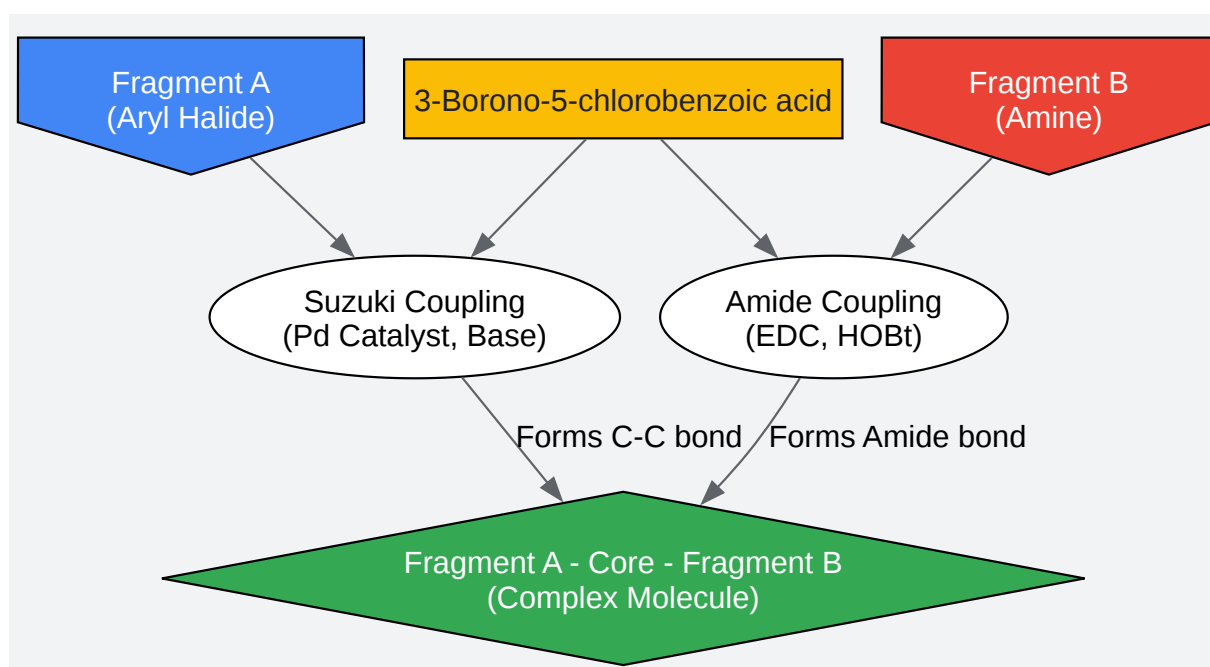 Fragment A
(Aryl Halide)
3-Borono-5-chlorobenzoic acid
Fragment B
(Amine)
Suzuki Coupling
(Pd Catalyst, Base)
Amide Coupling
(EDC, HOBt)
Forms C-C bond
Forms Amide bond
Fragment A - Core - Fragment B
(Complex Molecule)